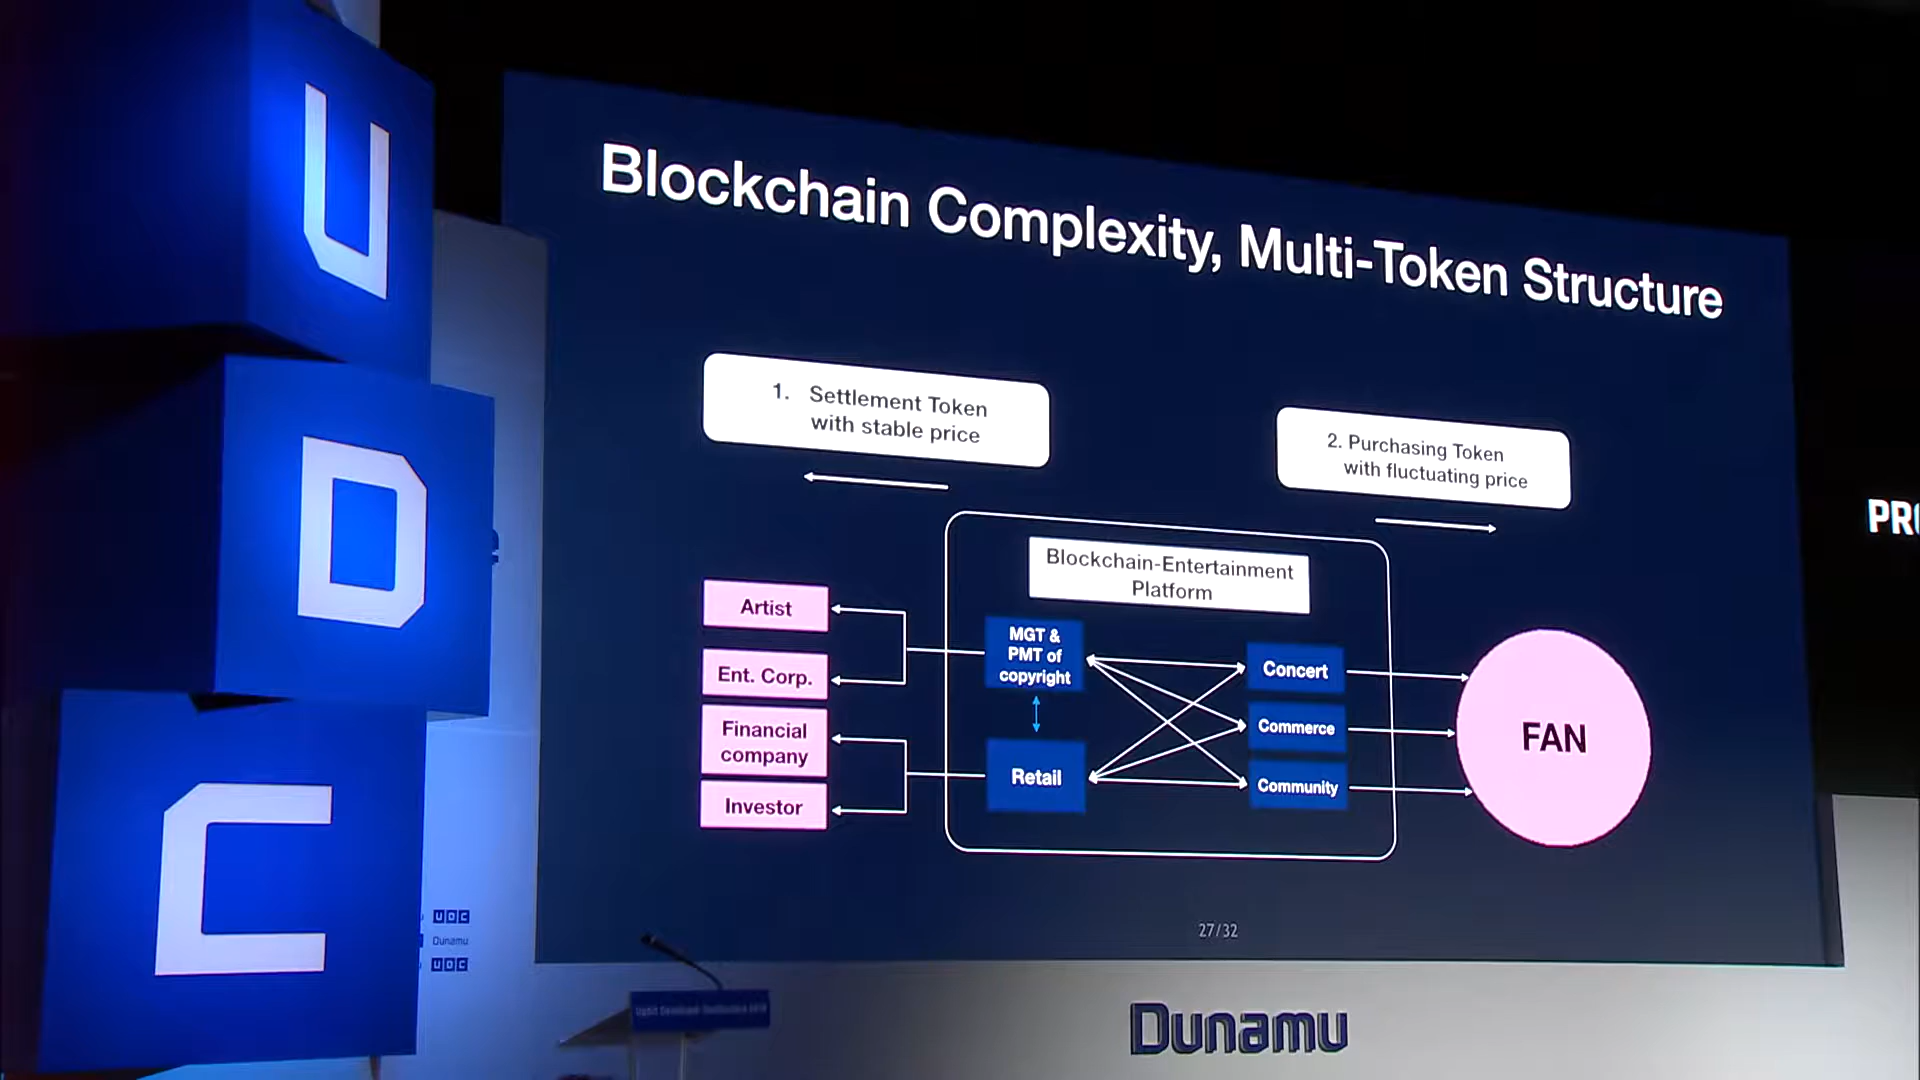 U
D
C
Blockchain Complexity, Multi-Token Structure
1. Settlement Token
with stable price
2. Purchasing Token
with fluctuating price
Blockchain-Entertainment
Platform
Artist
Ent. Corp.
Financial
company
Investor
MGT &
PMT of
copyright
Retail
Concert
Commerce
Community
FAN
27/32
UDC
Dunamu
UDC
Dunamu